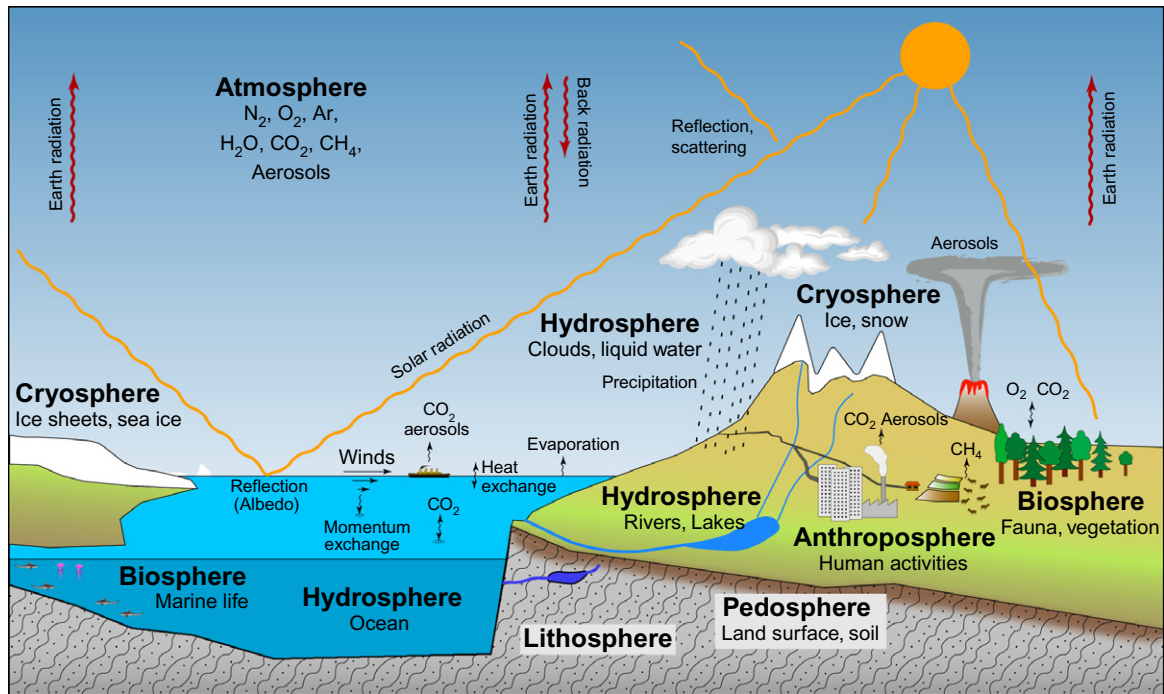 Atmosphere
N₂, O₂, Ar,
H₂O, CO₂, CH₄,
Aerosols
Earth radiation
Earth radiation
Back radiation
Reflection,
scattering
Earth radiation
Aerosols
Cryosphere
Ice, snow
Hydrosphere
Clouds, liquid water
Precipitation
Solar radiation
Cryosphere
Ice sheets, sea ice
O₂ CO₂
CO₂
aerosols
CO₂ Aerosols
Evaporation
Winds
Heat
exchange
CH₄
Reflection
(Albedo)
CO₂
Momentum
exchange
Hydrosphere
Rivers, Lakes
Biosphere
Fauna, vegetation
Anthroposphere
Human activities
Biosphere
Marine life
Hydrosphere
Ocean
Pedosphere
Land surface, soil
Lithosphere